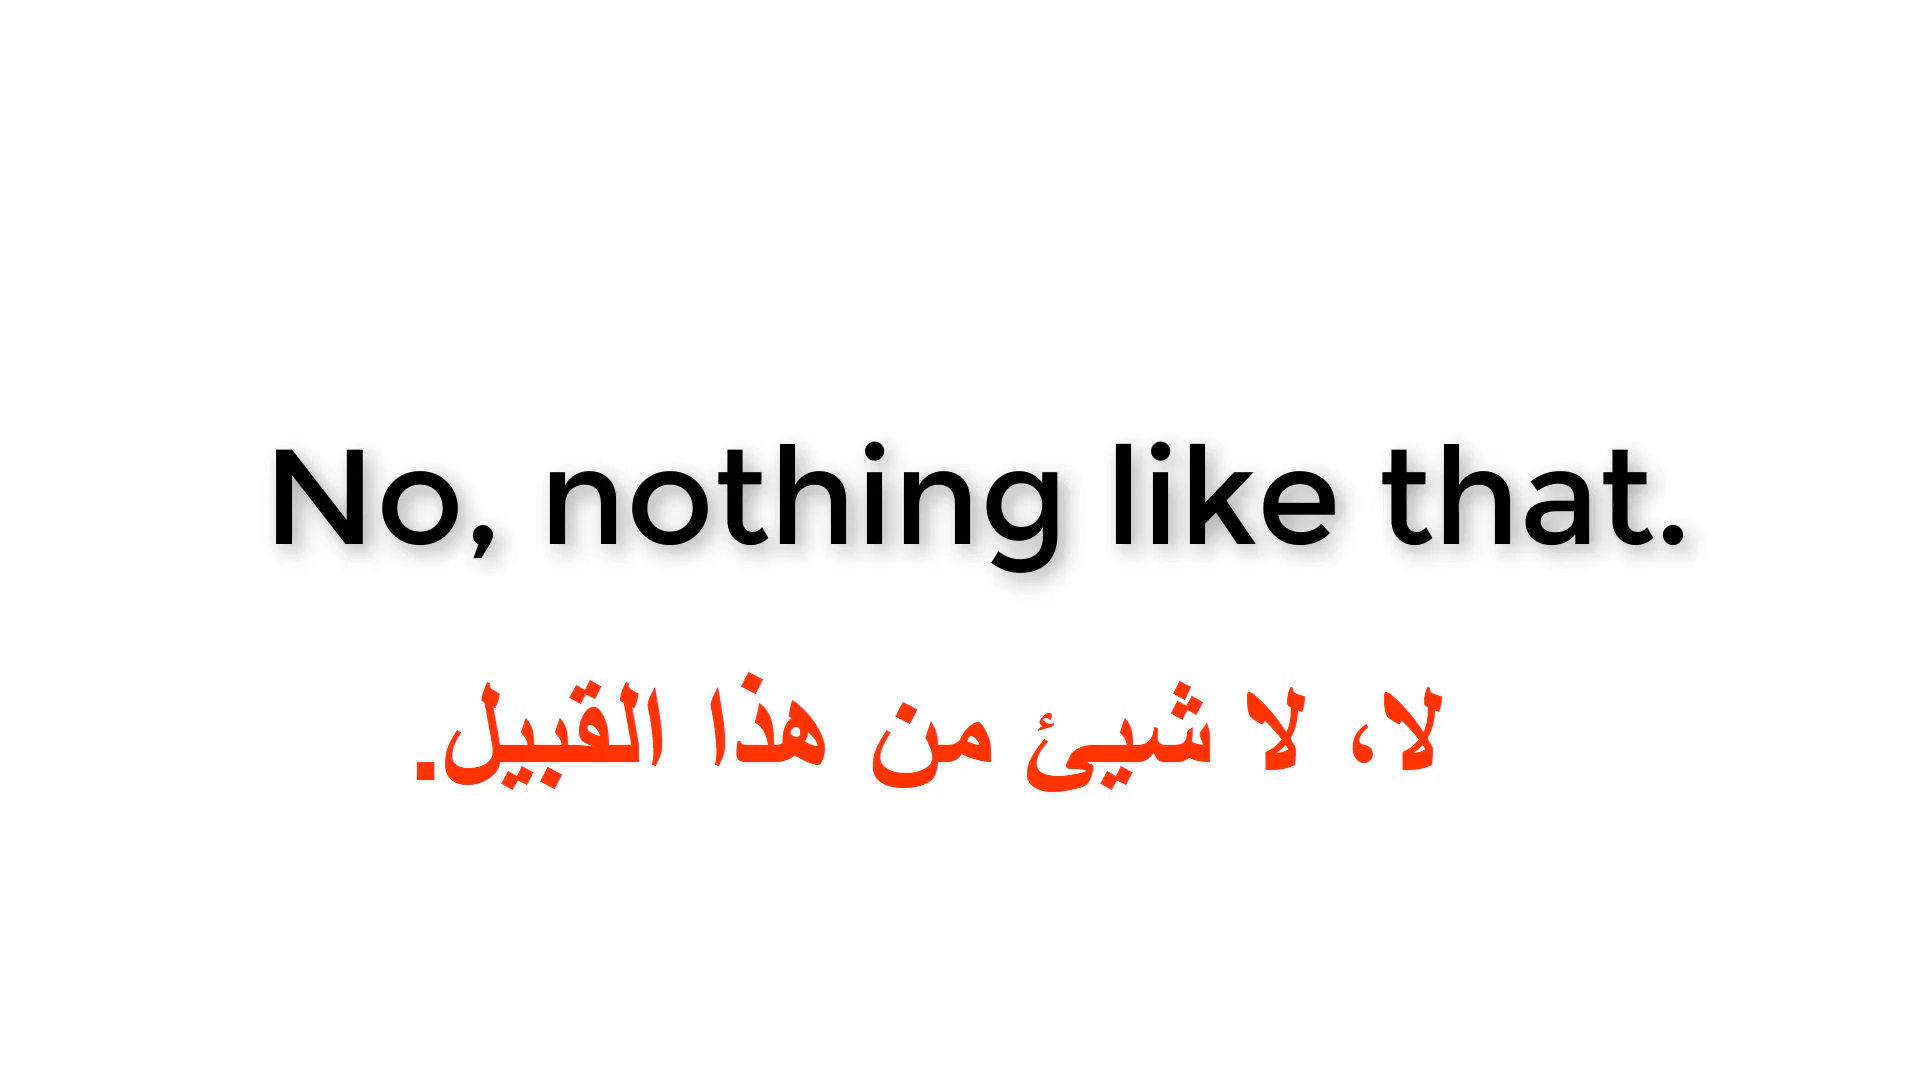 No, nothing like that.
لا، لا شيئ من هذا القبيل.